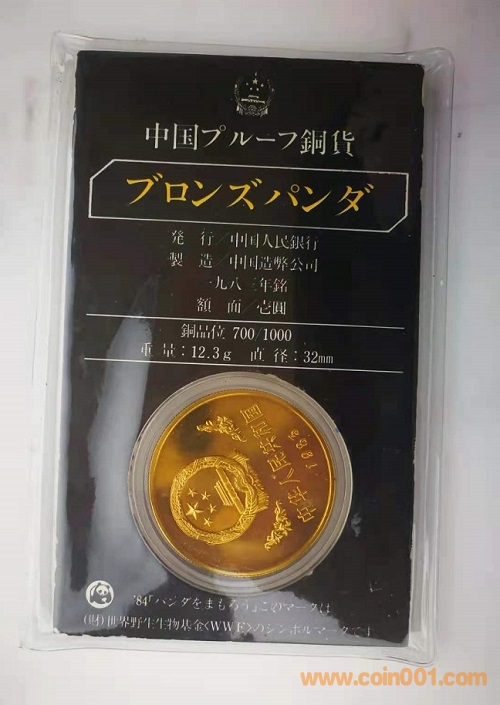 中国プルーフ銅貨
ブロンズパンダ
発 行／中国人民銀行
製 造／中国造幣公司
一九八三年銘
額 面／壱圓
銅品位 700/1000
重量:12.3g 直径:32mm
中华人民共和国
1983
'84「パンダをまもろう」このマークは
(財)世界野生生物基金〈WWF〉のシンボルマークです
www.coin001.com